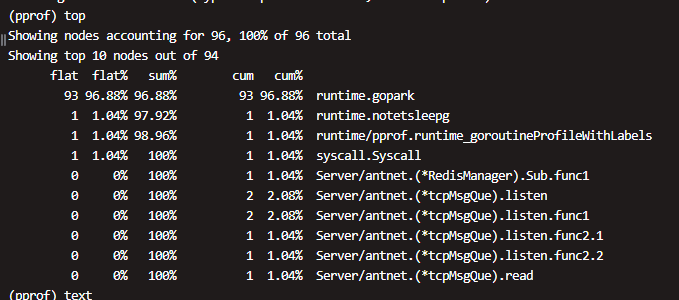 (pprof) top
Showing nodes accounting for 96, 100% of 96 total
Showing top 10 nodes out of 94
flat flat% sum% cum cum%
93 96.88% 96.88% 93 96.88% runtime.gopark
1 1.04% 97.92% 1 1.04% runtime.notetsleepg
1 1.04% 98.96% 1 1.04% runtime/pprof.runtime_goroutineProfileWithLabels
1 1.04% 100% 1 1.04% syscall.Syscall
0 0% 100% 1 1.04% Server/antnet.(*RedisManager).Sub.func1
0 0% 100% 2 2.08% Server/antnet.(*tcpMsgQue).listen
0 0% 100% 2 2.08% Server/antnet.(*tcpMsgQue).listen.func1
0 0% 100% 1 1.04% Server/antnet.(*tcpMsgQue).listen.func2.1
0 0% 100% 1 1.04% Server/antnet.(*tcpMsgQue).listen.func2.2
0 0% 100% 1 1.04% Server/antnet.(*tcpMsgQue).read
(pprof) text